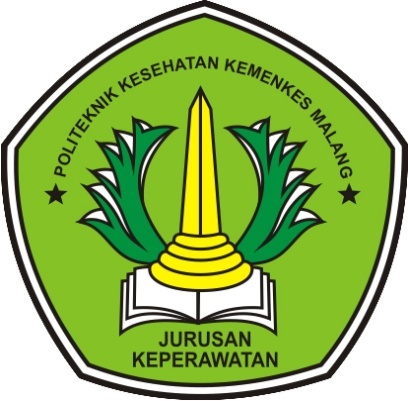 POLITEKNIK KESEHATAN KEMENKES MALANG
JURUSAN
KEPERAWATAN